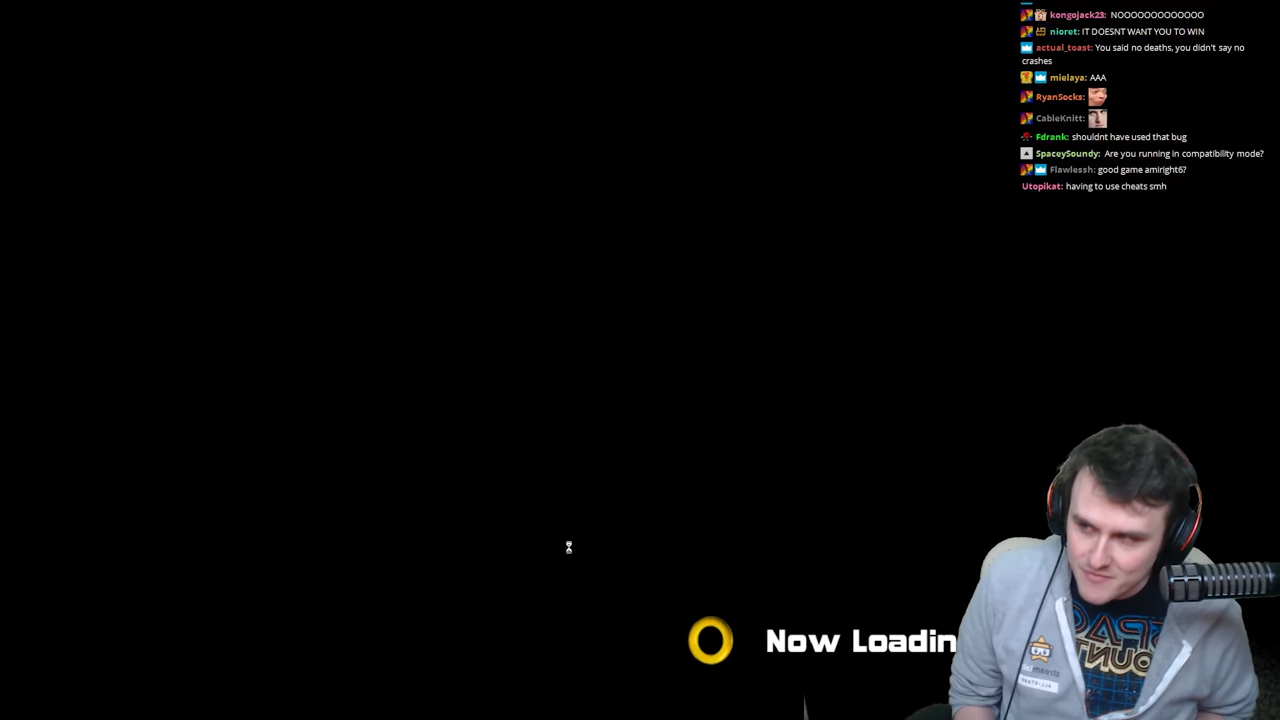 kongojack23: NOOOOOOOOOOOOO
nioret: IT DOESNT WANT YOU TO WIN
actual_toast: You said no deaths, you didn't say no
crashes
mielaya: AAA
RyanSocks:
CableKnitt:
Fdrank: shouldnt have used that bug
SpaceySoundy: Are you running in compatibility mode?
Flawlessh: good game amiright6?
Utopikat: having to use cheats smh
Now Loadin